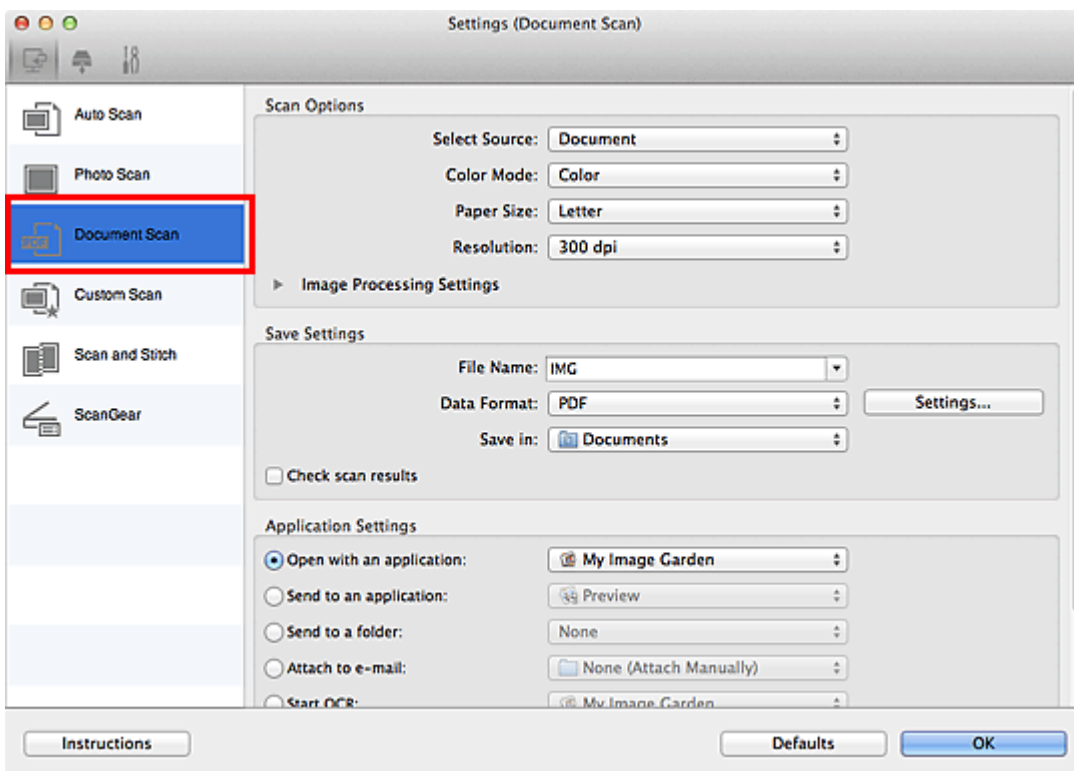 Settings (Document Scan)
Auto Scan
Photo Scan
PDF
Document Scan
Custom Scan
Scan and Stitch
ScanGear
Scan Options
Select Source: Document
Color Mode: Color
Paper Size: Letter
Resolution: 300 dpi
Image Processing Settings
Save Settings
File Name: IMG
Data Format: PDF Settings...
Save in: Documents
Check scan results
Application Settings
Open with an application: My Image Garden
Send to an application: Preview
Send to a folder: None
Attach to e-mail: None (Attach Manually)
Start OCR: My Image Garden
Instructions Defaults OK